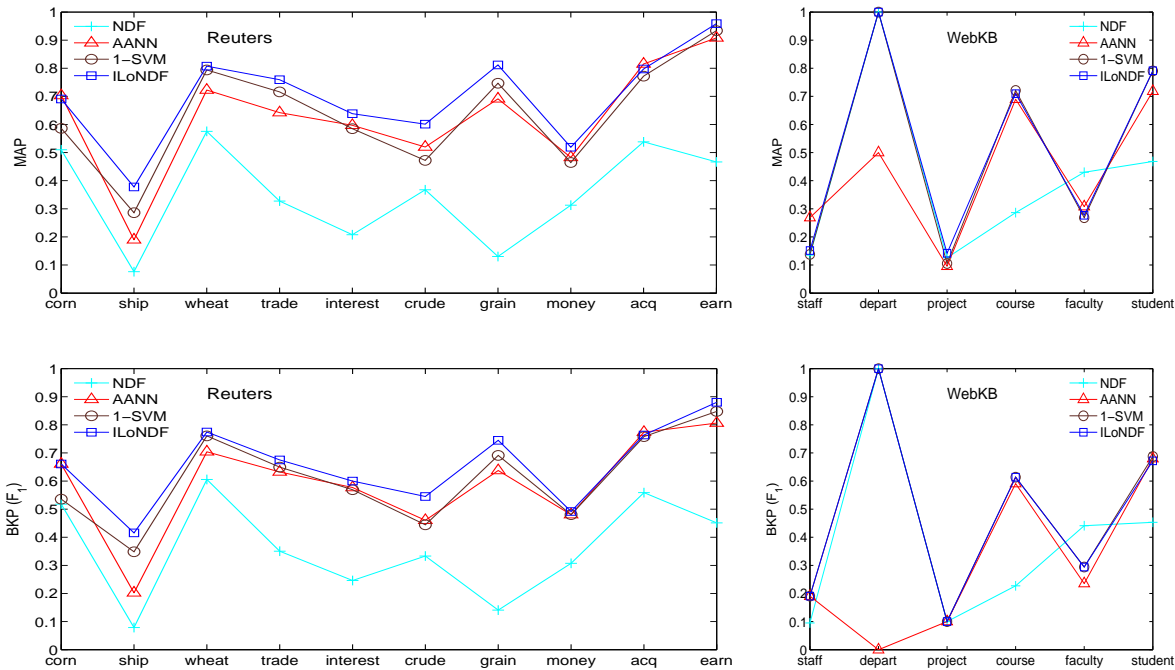 1
0.9
0.8
0.7
0.6
0.5
0.4
0.3
0.2
0.1
0
MAP
NDF
AANN
1−SVM
ILoNDF
Reuters
corn ship wheat trade interest crude grain money acq earn
1
0.9
0.8
0.7
0.6
0.5
0.4
0.3
0.2
0.1
0
MAP
WebKB
NDF
AANN
1−SVM
ILoNDF
staff depart project course faculty student
1
0.9
0.8
0.7
0.6
0.5
0.4
0.3
0.2
0.1
0
BKP (F1)
NDF
AANN
1−SVM
ILoNDF
Reuters
corn ship wheat trade interest crude grain money acq earn
1
0.9
0.8
0.7
0.6
0.5
0.4
0.3
0.2
0.1
0
BKP (F1)
WebKB
NDF
AANN
1−SVM
ILoNDF
staff depart project course faculty student